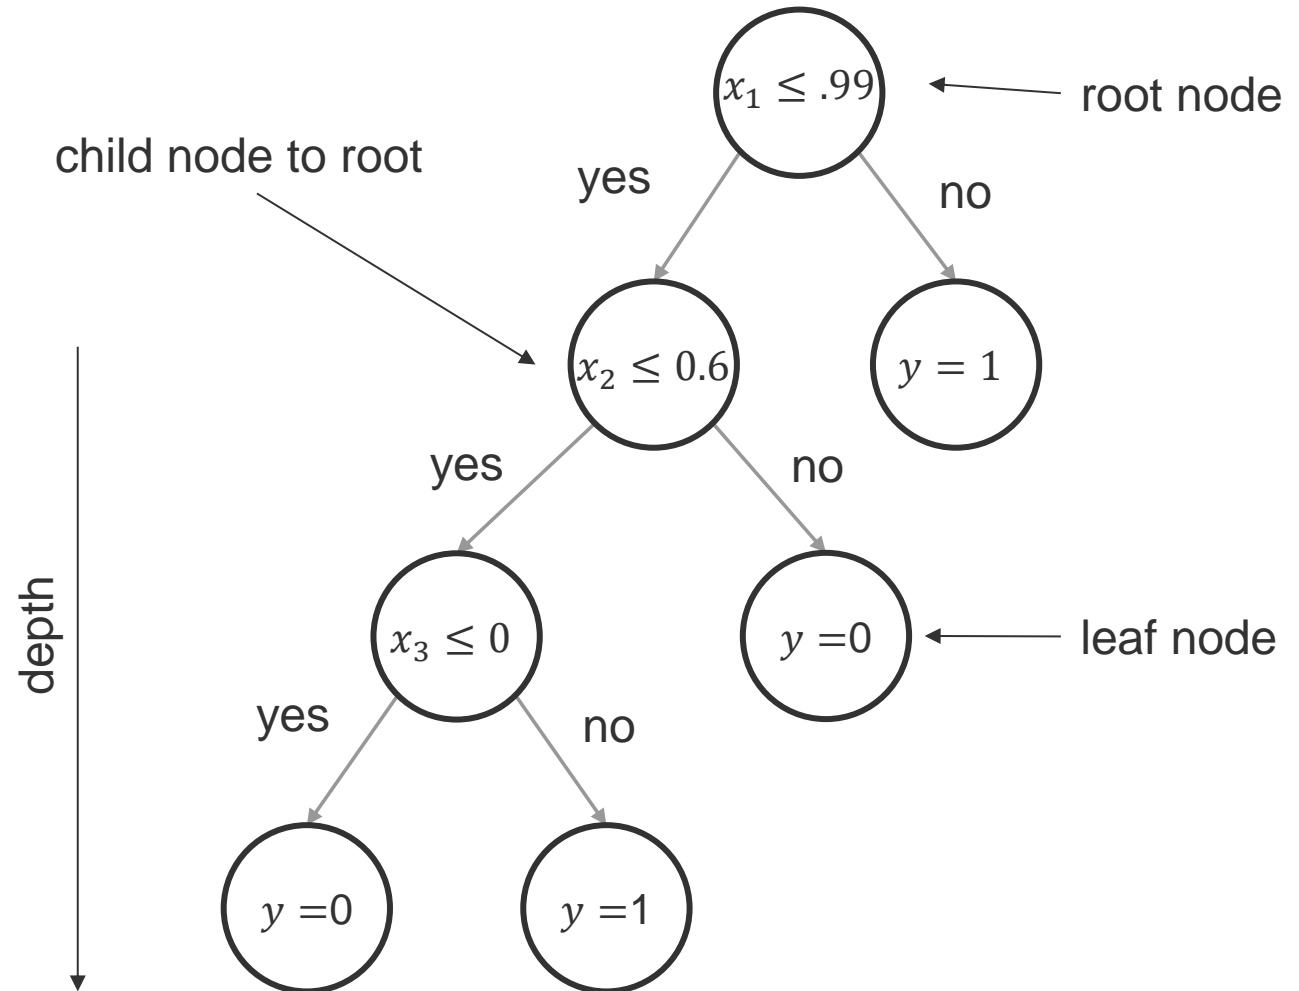 x₁ ≤ .99
root node
child node to root
yes
no
x₂ ≤ 0.6
y = 1
yes
no
depth
x₃ ≤ 0
y =0
leaf node
yes
no
y =0
y =1